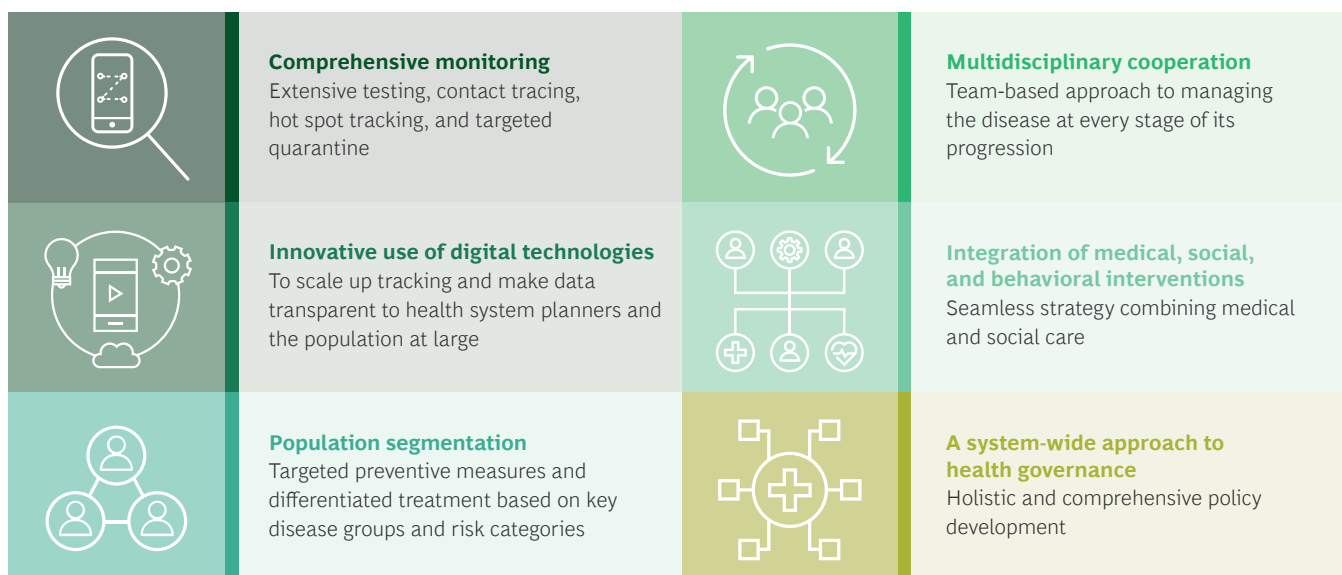 Comprehensive monitoring
Extensive testing, contact tracing,
hot spot tracking, and targeted
quarantine
Innovative use of digital technologies
To scale up tracking and make data
transparent to health system planners and
the population at large
Population segmentation
Targeted preventive measures and
differentiated treatment based on key
disease groups and risk categories
Multidisciplinary cooperation
Team-based approach to managing
the disease at every stage of its
progression
Integration of medical, social,
and behavioral interventions
Seamless strategy combining medical
and social care
A system-wide approach to
health governance
Holistic and comprehensive policy
development